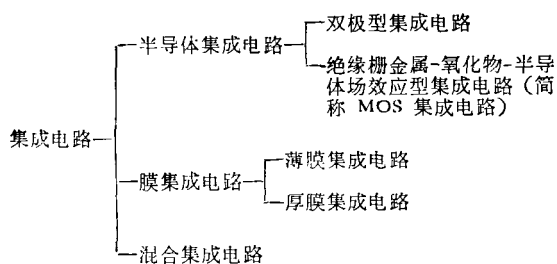 双极型集成电路
半导体集成电路
绝缘栅金属-氧化物-半导
体场效应型集成电路（简
称 MOS 集成电路）
集成电路
薄膜集成电路
膜集成电路
厚膜集成电路
混合集成电路